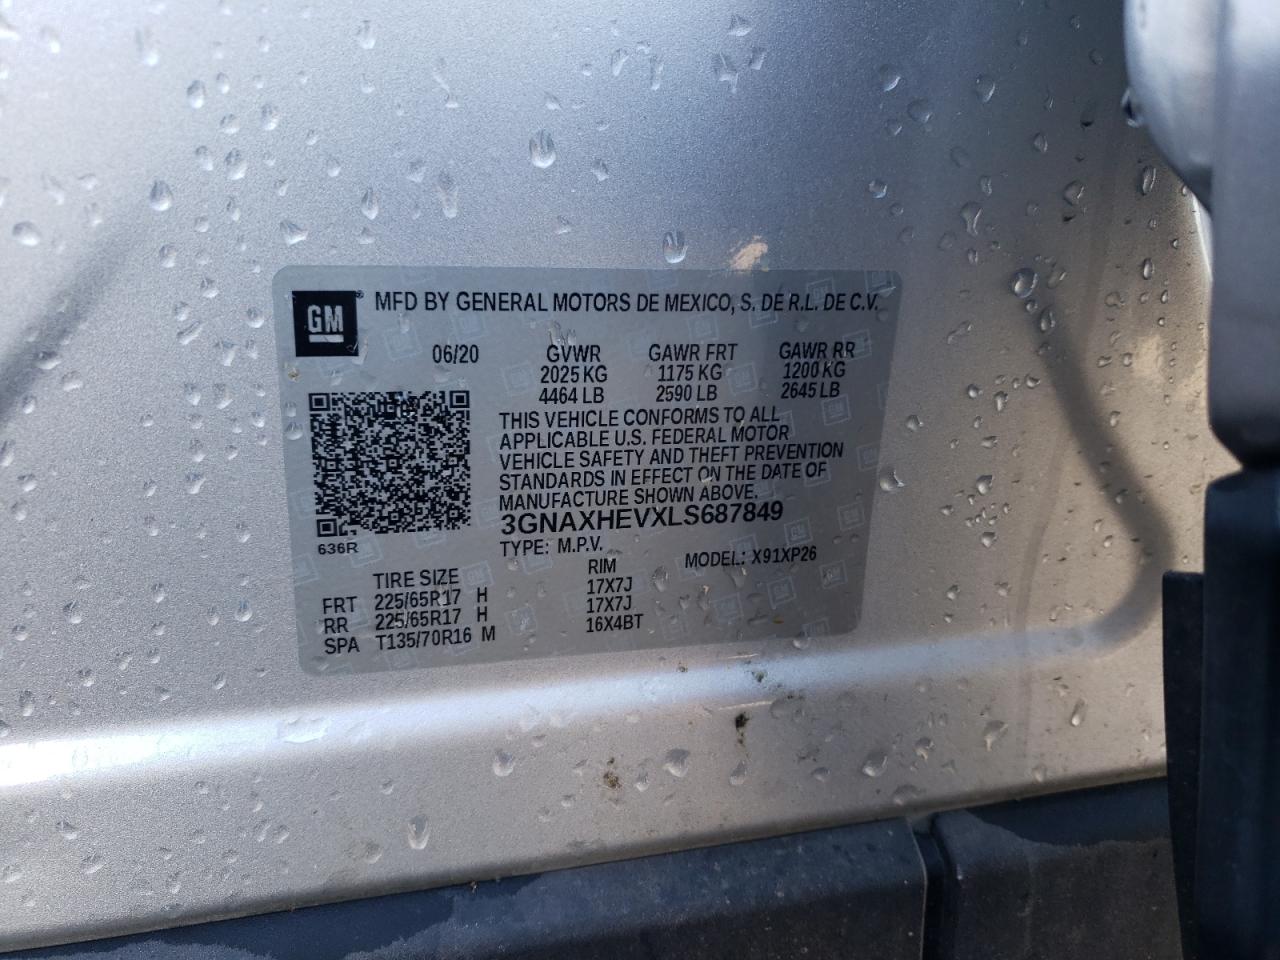 GM ® MFD BY GENERAL MOTORS DE MEXICO, S. DE R.L. DE C.V.
06/20 GVWR GAWR FRT GAWR RR
2025 KG 1175 KG 1200 KG
4464 LB 2590 LB 2645 LB
THIS VEHICLE CONFORMS TO ALL
APPLICABLE U.S. FEDERAL MOTOR
VEHICLE SAFETY AND THEFT PREVENTION
STANDARDS IN EFFECT ON THE DATE OF
MANUFACTURE SHOWN ABOVE.
3GNAXHEVXLS687849
636R
TYPE: M.P.V. MODEL: X91XP26
TIRE SIZE RIM
FRT 225/65R17 H 17X7J
RR 225/65R17 H 17X7J
SPA T135/70R16 M 16X4BT